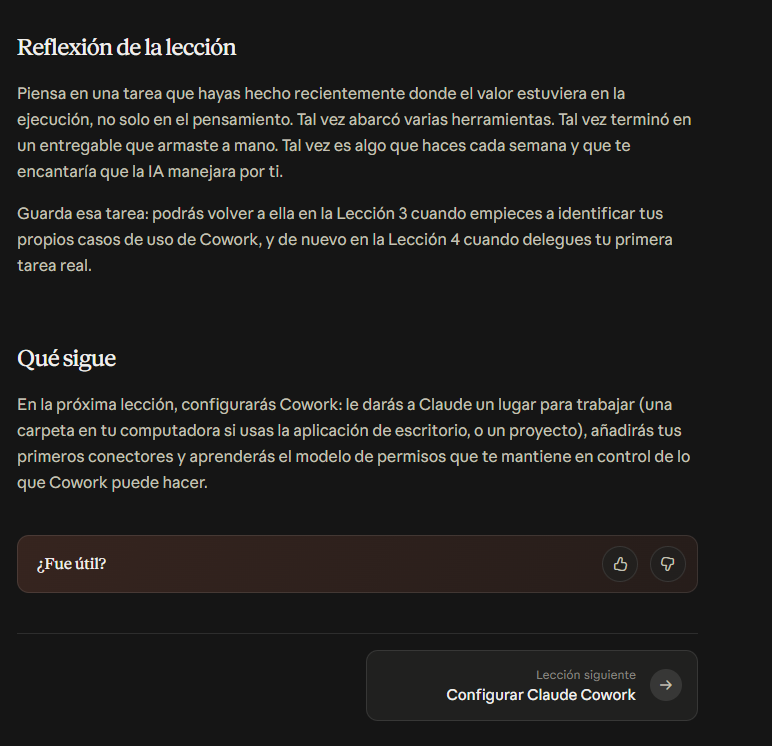 Reflexión de la lección
Piensa en una tarea que hayas hecho recientemente donde el valor estuviera en la
ejecución, no solo en el pensamiento. Tal vez abarcó varias herramientas. Tal vez terminó en
un entregable que armaste a mano. Tal vez es algo que haces cada semana y que te
encantaría que la IA manejara por ti.
Guarda esa tarea: podrás volver a ella en la Lección 3 cuando empieces a identificar tus
propios casos de uso de Cowork, y de nuevo en la Lección 4 cuando delegues tu primera
tarea real.
Qué sigue
En la próxima lección, configurarás Cowork: le darás a Claude un lugar para trabajar (una
carpeta en tu computadora si usas la aplicación de escritorio, o un proyecto), añadirás tus
primeros conectores y aprenderás el modelo de permisos que te mantiene en control de lo
que Cowork puede hacer.
¿Fue útil?
Lección siguiente
Configurar Claude Cowork